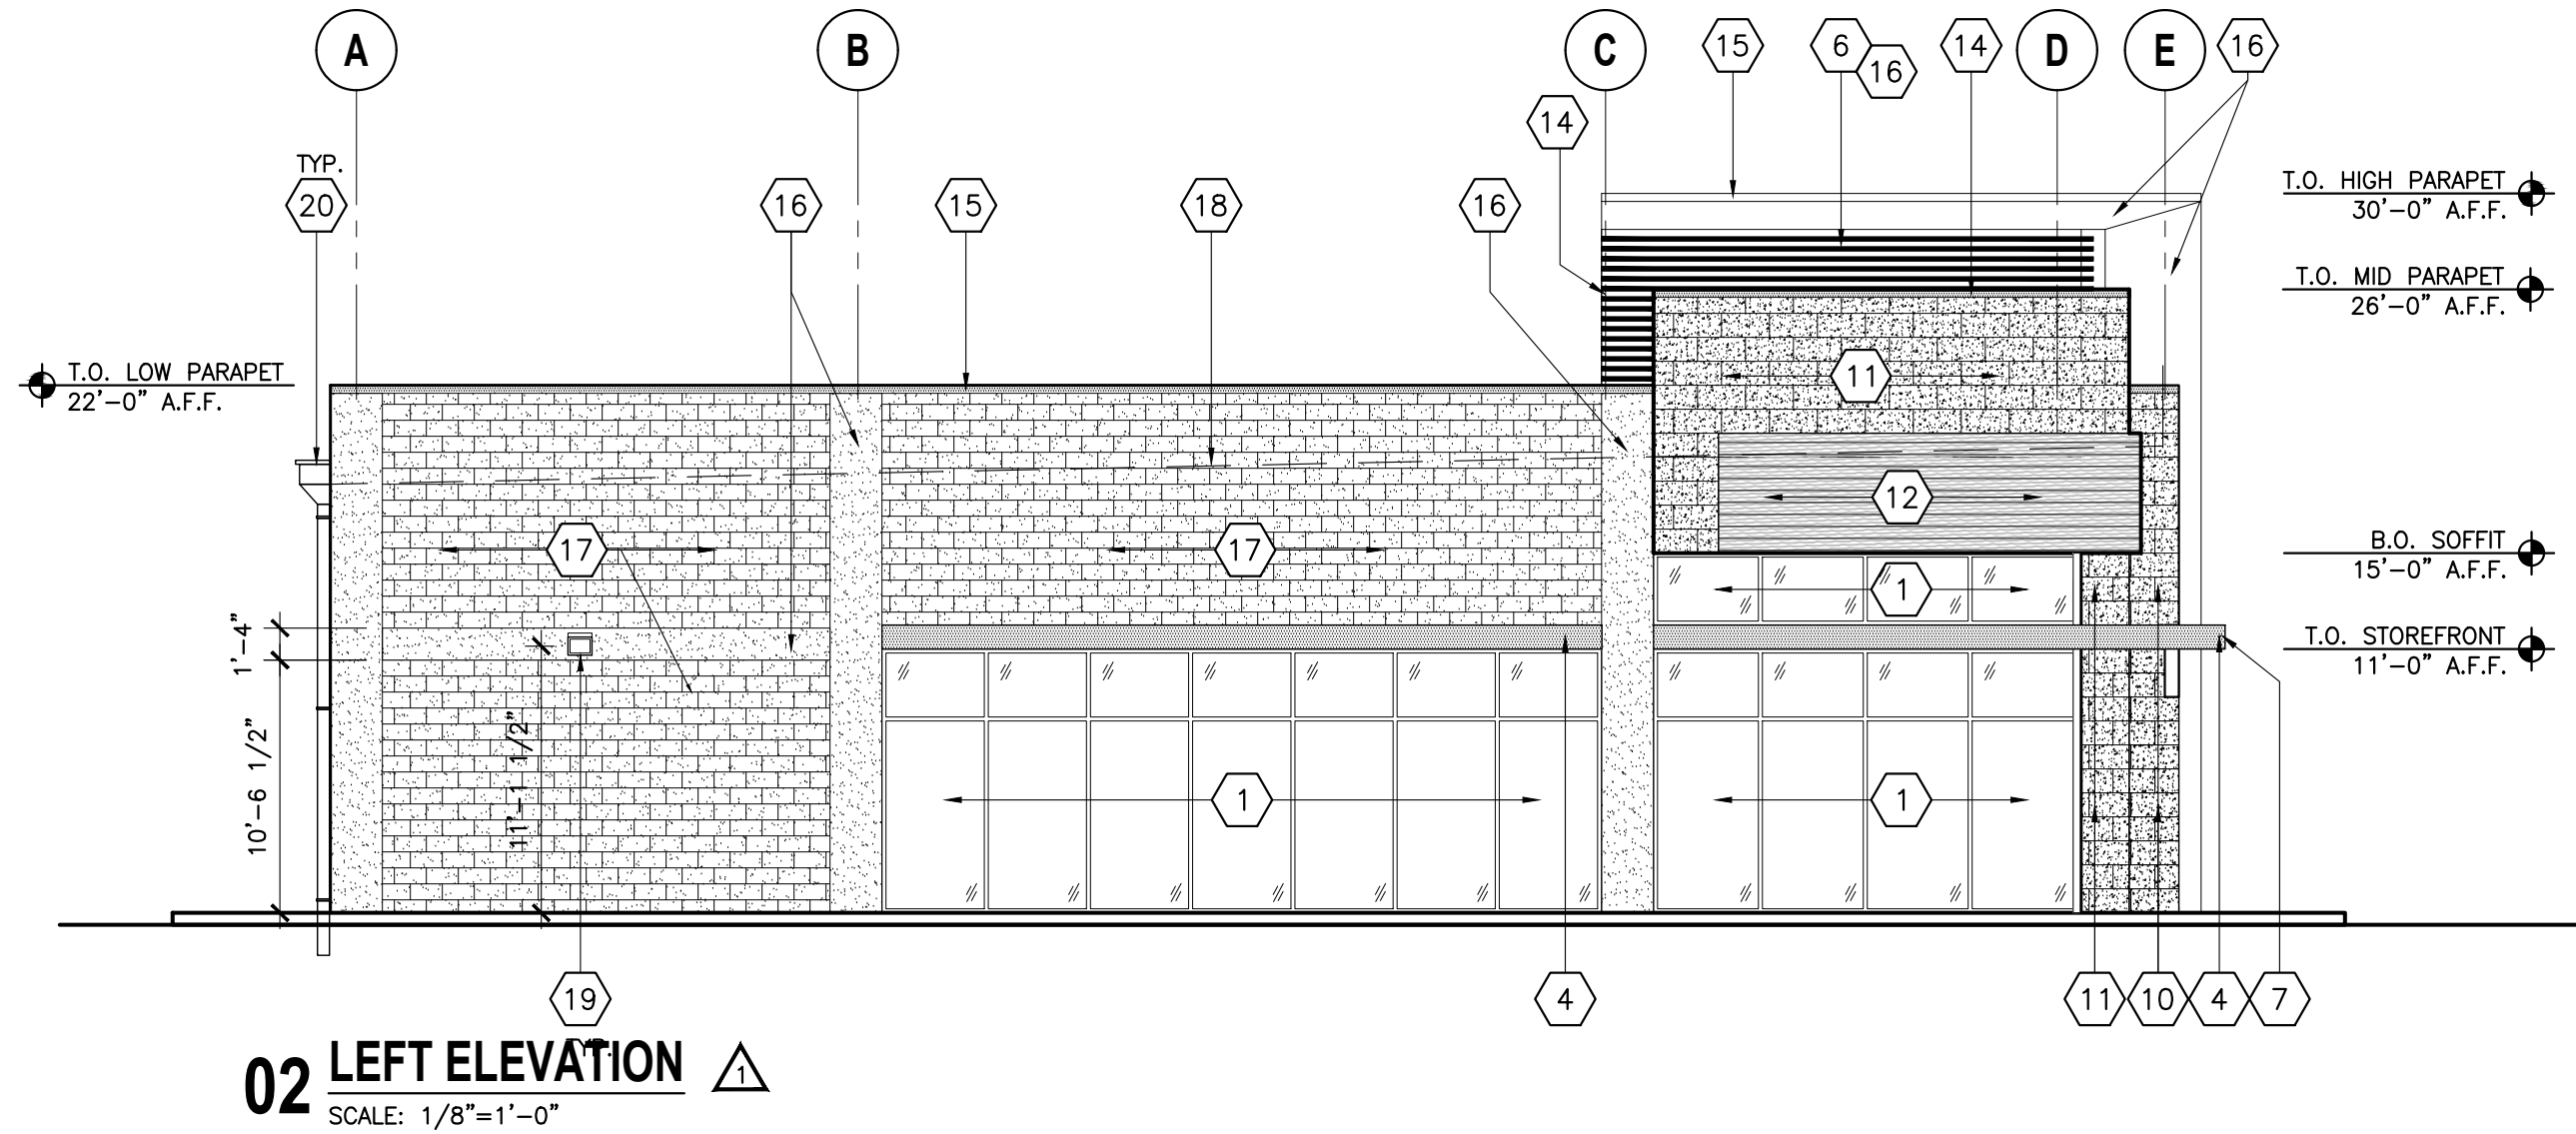 A
B
C
15
6
16
14
D
E
16
14
TYP.
20
16
15
18
16
T.O. HIGH PARAPET
30'-0" A.F.F.
T.O. MID PARAPET
26'-0" A.F.F.
T.O. LOW PARAPET
22'-0" A.F.F.
11
12
17
17
B.O. SOFFIT
15'-0" A.F.F.
1
1'-4"
T.O. STOREFRONT
11'-0" A.F.F.
10'-6 1/2"
11'-1 1/2"
1
1
19
TYP.
4
11
10
4
7
02 LEFT ELEVATION
1
SCALE: 1/8"=1'-0"